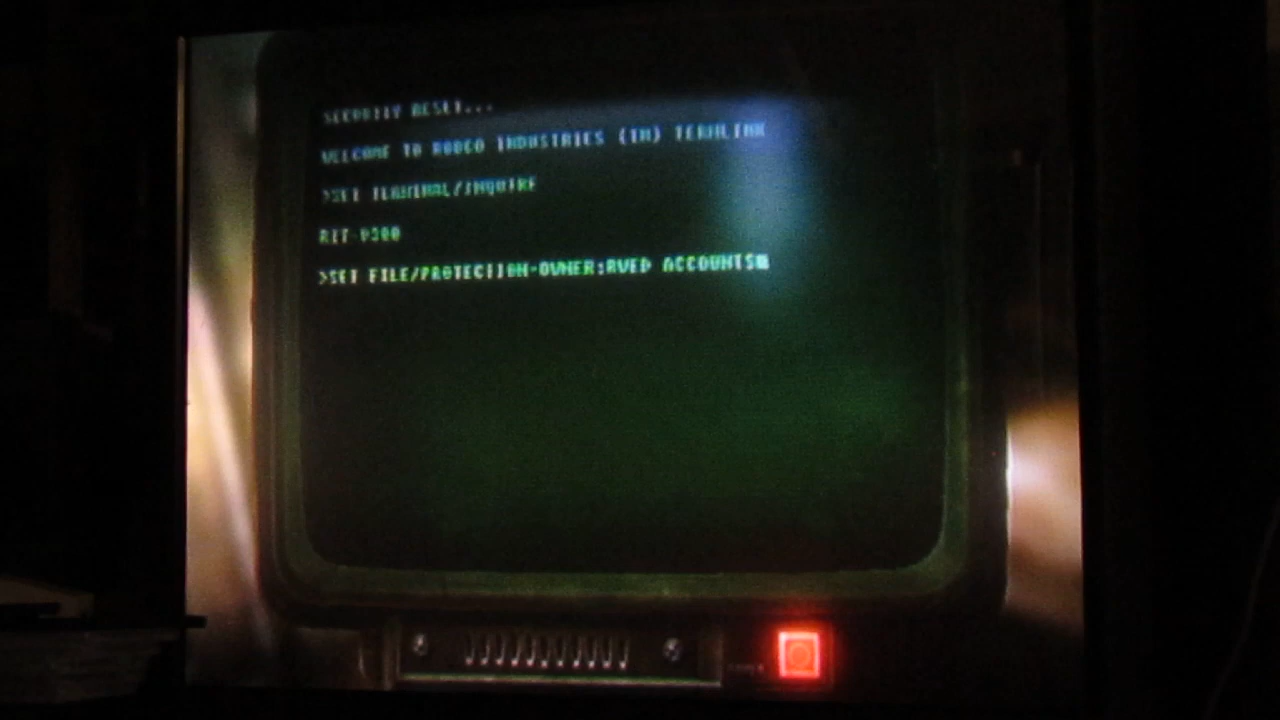 SECURITY RESET...
WELCOME TO ROBCO INDUSTRIES (TM) TERMLINK
>SET TERMINAL/INQUIRE
RIT-V300
>SET FILE/PROTECTION-OWNER:RWED ACCOUNTS